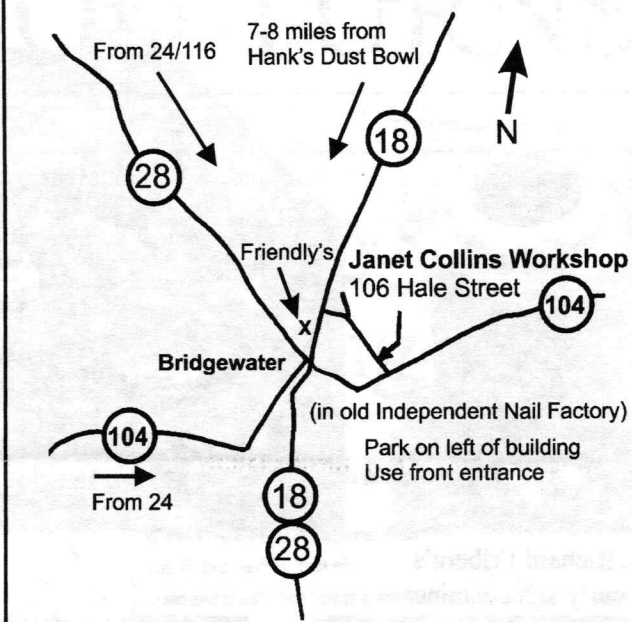 From 24/116
7-8 miles from
Hank's Dust Bowl
N
18
28
Friendly's
Janet Collins Workshop
106 Hale Street
104
x
Bridgewater
(in old Independent Nail Factory)
104
Park on left of building
Use front entrance
From 24
18
28